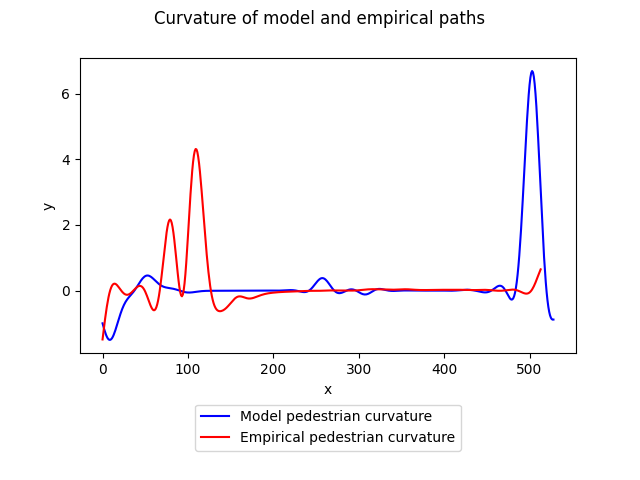 Curvature of model and empirical paths
6
4
2
0
y
0 100 200 300 400 500
x
Model pedestrian curvature
Empirical pedestrian curvature